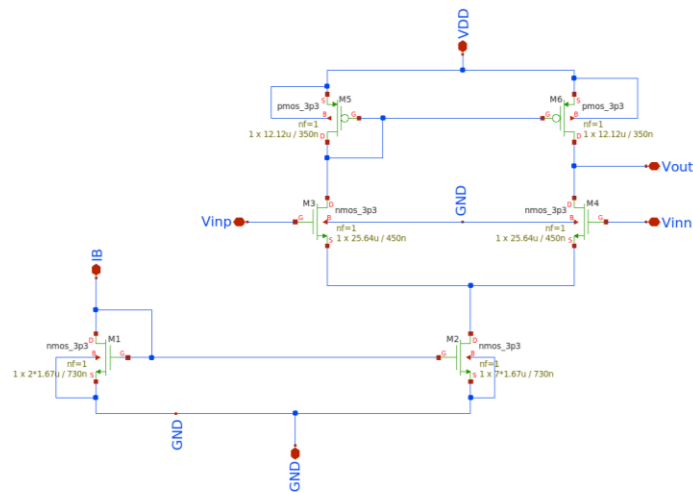 VDD
S
M5
pmos_3p3
B
G
nf=1
1 x 12.12u / 350n
D
S
M6
pmos_3p3
G
B
nf=1
1 x 12.12u / 350n
D
Vout
M3
D
nmos_3p3
Vinp
G
B
nf=1
1 x 25.64u / 450n
S
GND
D
M4
nmos_3p3
B
G
Vinn
nf=1
1 x 25.64u / 450n
S
IB
D
M1
nmos_3p3
B
G
nf=1
1 x 2*1.67u / 730n
S
M2
D
nmos_3p3
G
B
nf=1
1 x 7*1.67u / 730n
S
GND
GND